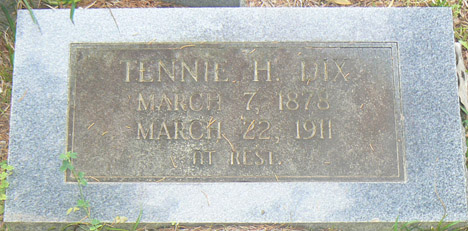 TENNIE H. DIX
MARCH 7, 1878
MARCH 22, 1911
AT REST.